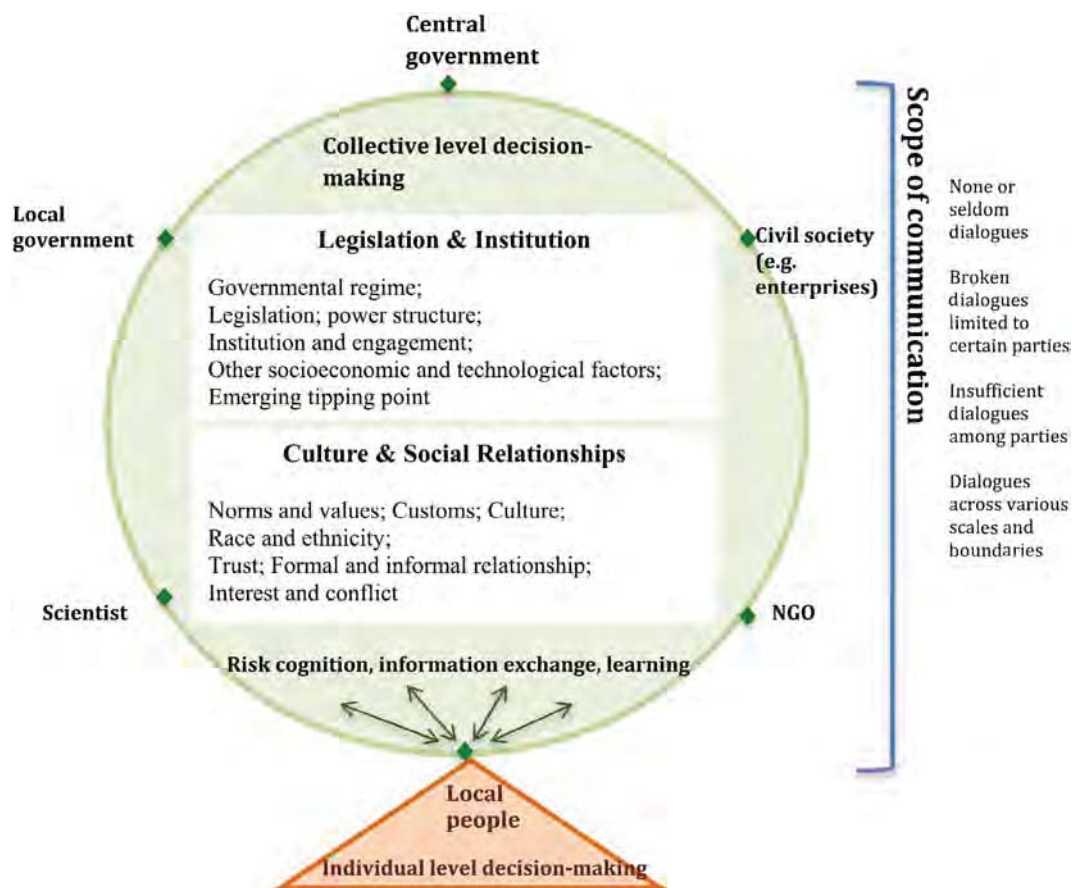 Central
government
Collective level decision-
making
Local
government
Civil society
(e.g.
enterprises)
Legislation & Institution
Governmental regime;
Legislation; power structure;
Institution and engagement;
Other socioeconomic and technological factors;
Emerging tipping point
Culture & Social Relationships
Norms and values; Customs; Culture;
Race and ethnicity;
Trust; Formal and informal relationship;
Interest and conflict
Scientist
NGO
Risk cognition, information exchange, learning
Local
people
Individual level decision-making
Scope of communication
None or
seldom
dialogues
Broken
dialogues
limited to
certain parties
Insufficient
dialogues
among parties
Dialogues
across various
scales and
boundaries